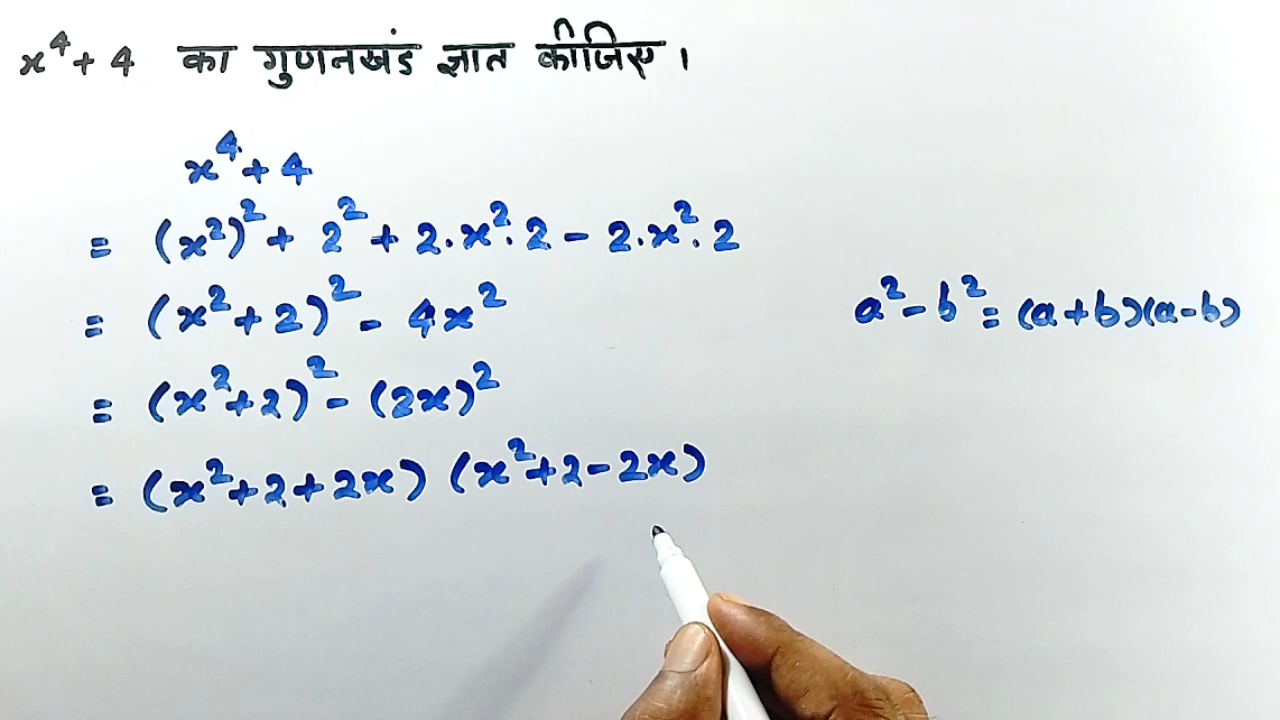 x⁴ + 4 का गुणनखंड ज्ञात कीजिए।
x⁴ + 4
= (x²)² + 2² + 2·x²·2 - 2·x²·2
= (x² + 2)² - 4x²
a² - b² = (a + b)(a - b)
= (x² + 2)² - (2x)²
= (x² + 2 + 2x) (x² + 2 - 2x)